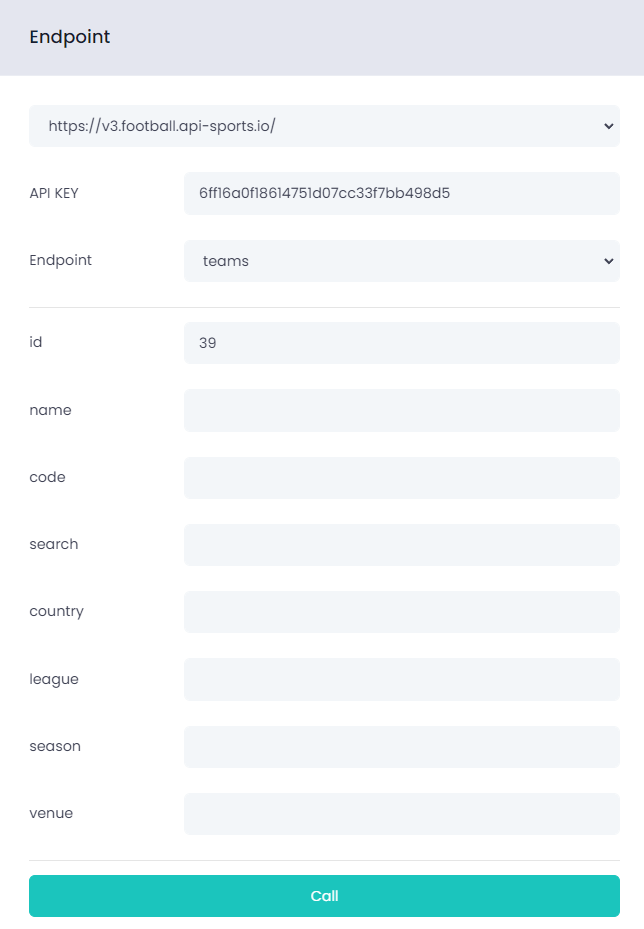 Endpoint
https://v3.football.api-sports.io/
API KEY 6ff16a0f18614751d07cc33f7bb498d5
Endpoint teams
id 39
name
code
search
country
league
season
venue
Call